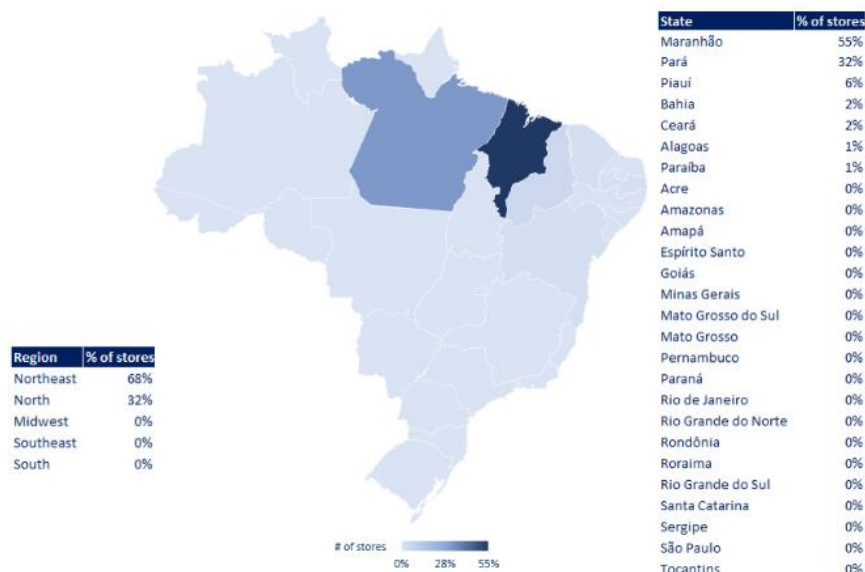 State % of stores
Maranhão 55%
Pará 32%
Piauí 6%
Bahia 2%
Ceará 2%
Alagoas 1%
Paraíba 1%
Acre 0%
Amazonas 0%
Amapá 0%
Espírito Santo 0%
Goiás 0%
Minas Gerais 0%
Mato Grosso do Sul 0%
Mato Grosso 0%
Pernambuco 0%
Paraná 0%
Rio de Janeiro 0%
Rio Grande do Norte 0%
Rondônia 0%
Roraima 0%
Rio Grande do Sul 0%
Santa Catarina 0%
Sergipe 0%
São Paulo 0%
Tocantins 0%
Region % of stores
Northeast 68%
North 32%
Midwest 0%
Southeast 0%
South 0%
# of stores
0% 28% 55%